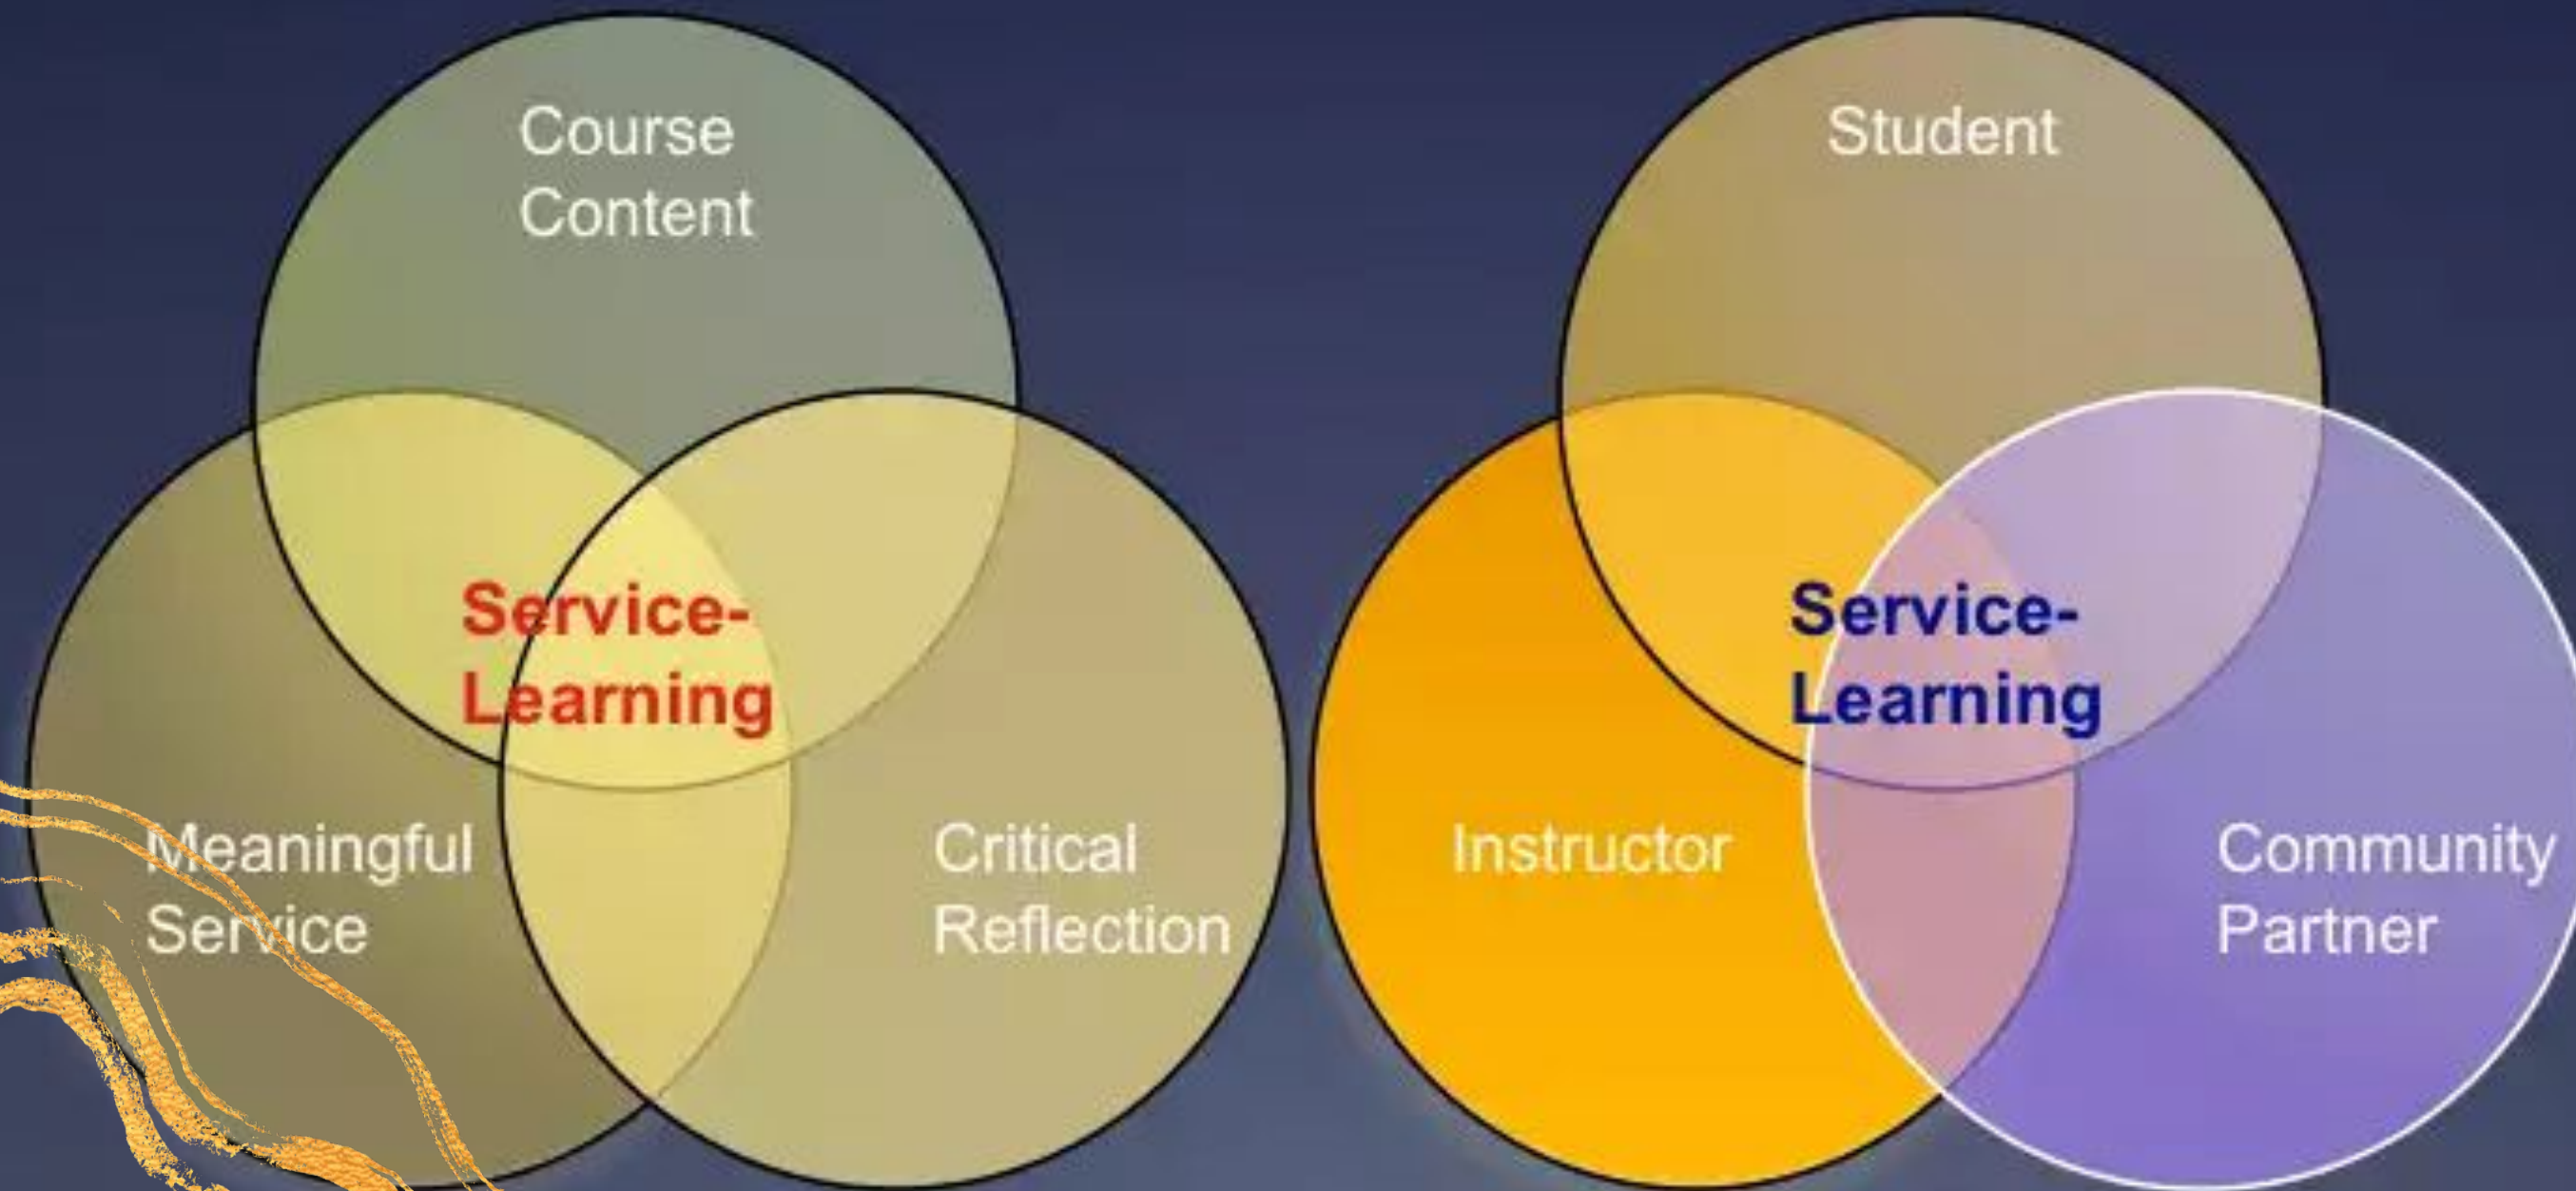 Course
Content
Service-
Learning
Meaningful
Service
Critical
Reflection
Student
Service-
Learning
Instructor
Community
Partner